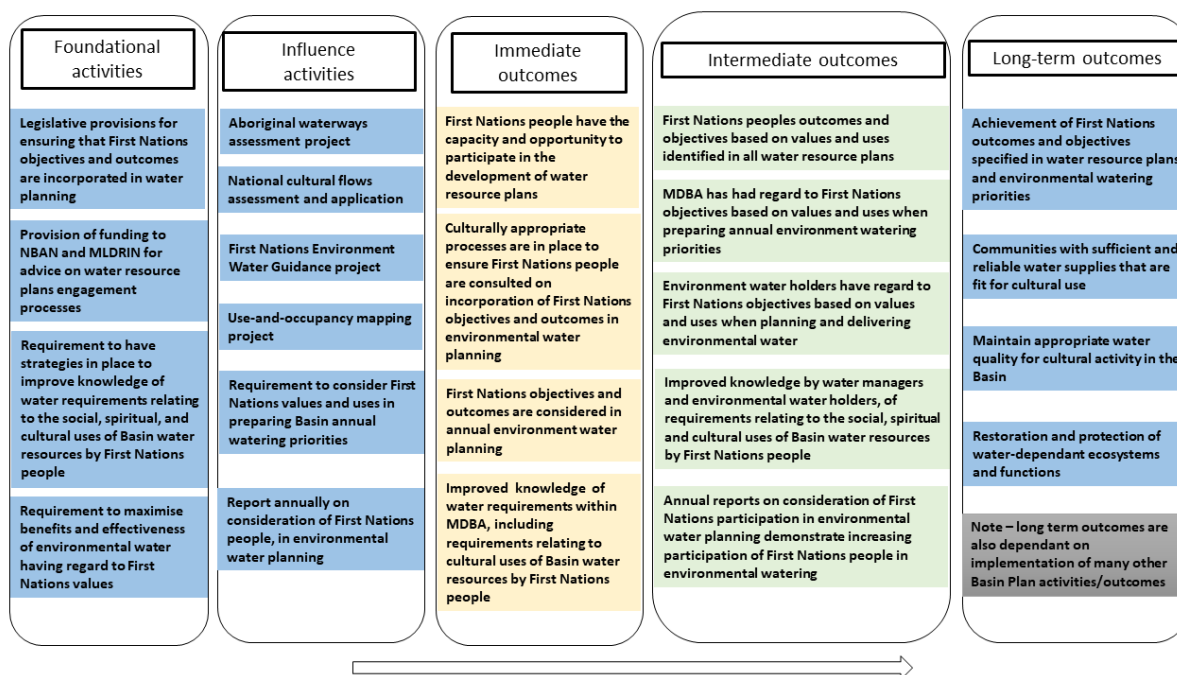 Foundational
activities
Legislative provisions for
ensuring that First Nations
objectives and outcomes
are incorporated in water
planning
Provision of funding to
NBAN and MLDRIN for
advice on water resource
plans engagement
processes
Requirement to have
strategies in place to
improve knowledge of
water requirements relating
to the social, spiritual, and
cultural uses of Basin water
resources by First Nations
people
Requirement to maximise
benefits and effectiveness
of environmental water
having regard to First
Nations values
Influence
activities
Aboriginal waterways
assessment project
National cultural flows
assessment and application
First Nations Environment
Water Guidance project
Use-and-occupancy mapping
project
Requirement to consider First
Nations values and uses in
preparing Basin annual
watering priorities
Report annually on
consideration of First Nations
people, in environmental
water planning
Immediate
outcomes
First Nations people have the
capacity and opportunity to
participate in the
development of water
resource plans
Culturally appropriate
processes are in place to
ensure First Nations people
are consulted on
incorporation of First Nations
objectives and outcomes in
environmental water
planning
First Nations objectives and
outcomes are considered in
annual environment water
planning
Improved knowledge of
water requirements within
MDBA, including
requirements relating to
cultural uses of Basin water
resources by First Nations
people
Intermediate outcomes
First Nations peoples outcomes and
objectives based on values and uses
identified in all water resource plans
MDBA has had regard to First Nations
objectives based on values and uses when
preparing annual environment watering
priorities
Environment water holders have regard to
First Nations objectives based on values
and uses when planning and delivering
environmental water
Improved knowledge by water managers
and environmental water holders, of
requirements relating to the social, spiritual
and cultural uses of Basin water resources
by First Nations people
Annual reports on consideration of First
Nations participation in environmental
water planning demonstrate increasing
participation of First Nations people in
environmental watering
Long-term outcomes
Achievement of First Nations
outcomes and objectives
specified in water resource plans
and environmental watering
priorities
Communities with sufficient and
reliable water supplies that are
fit for cultural use
Maintain appropriate water
quality for cultural activity in the
Basin
Restoration and protection of
water-dependant ecosystems
and functions
Note – long term outcomes are
also dependant on
implementation of many other
Basin Plan activities/outcomes